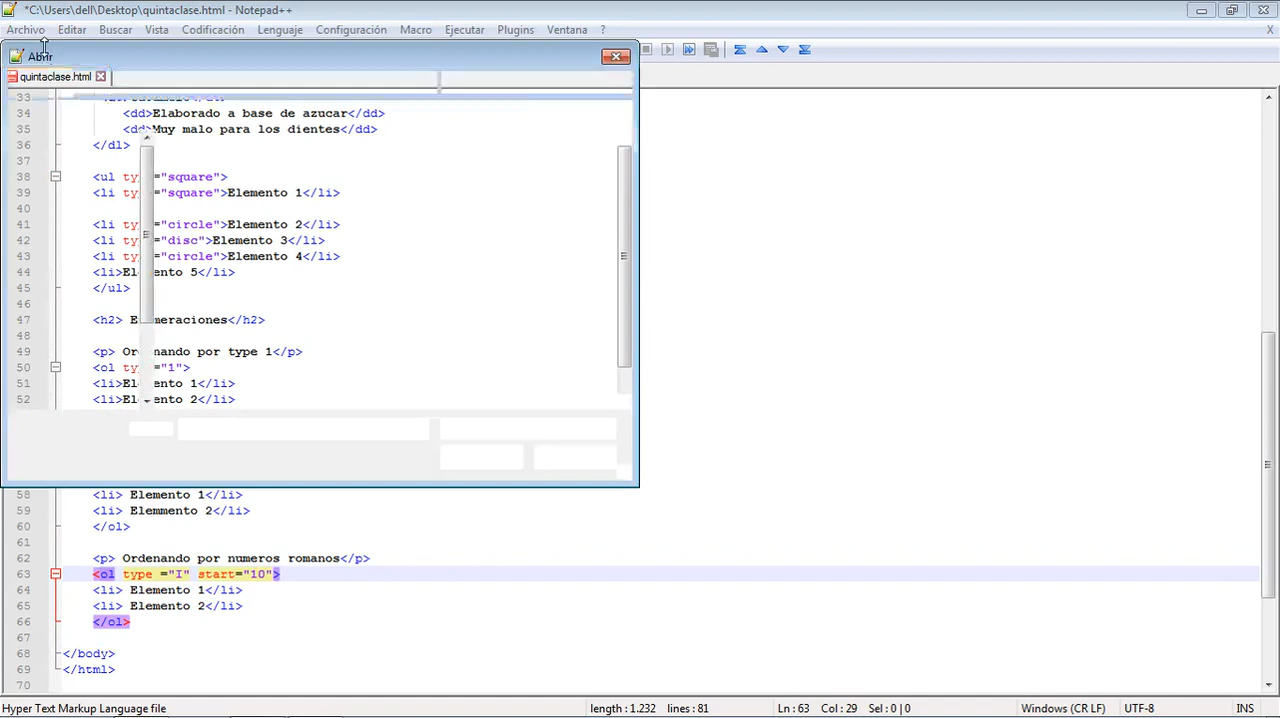 *C:\Users\dell\Desktop\quintaclase.html - Notepad++
Archivo Editar Buscar Vista Codificación Lenguaje Configuración Macro Ejecutar Plugins Ventana ? X
Abrir
quintaclase.html
33
34 <dd>Elaborado a base de azucar</dd>
35 <dd>Muy malo para los dientes</dd>
36 </dl>
37
38 <ul ty ="square">
39 <li ty ="square">Elemento 1</li>
40
41 <li ty ="circle">Elemento 2</li>
42 <li ty ="disc">Elemento 3</li>
43 <li ty ="circle">Elemento 4</li>
44 <li>El ento 5</li>
45 </ul>
46
47 <h2> E meraciones</h2>
48
49 <p> Or nando por type 1</p>
50 <ol ty ="1">
51 <li>El ento 1</li>
52 <li>El ento 2</li>
58 <li> Elemento 1</li>
59 <li> Elemmento 2</li>
60 </ol>
61
62 <p> Ordenando por numeros romanos</p>
63 <ol type ="I" start="10">
64 <li> Elemento 1</li>
65 <li> Elemento 2</li>
66 </ol>
67
68 </body>
69 </html>
70
Hyper Text Markup Language file length : 1.232 lines : 81 Ln : 63 Col : 29 Sel : 0 | 0 Windows (CR LF) UTF-8 INS